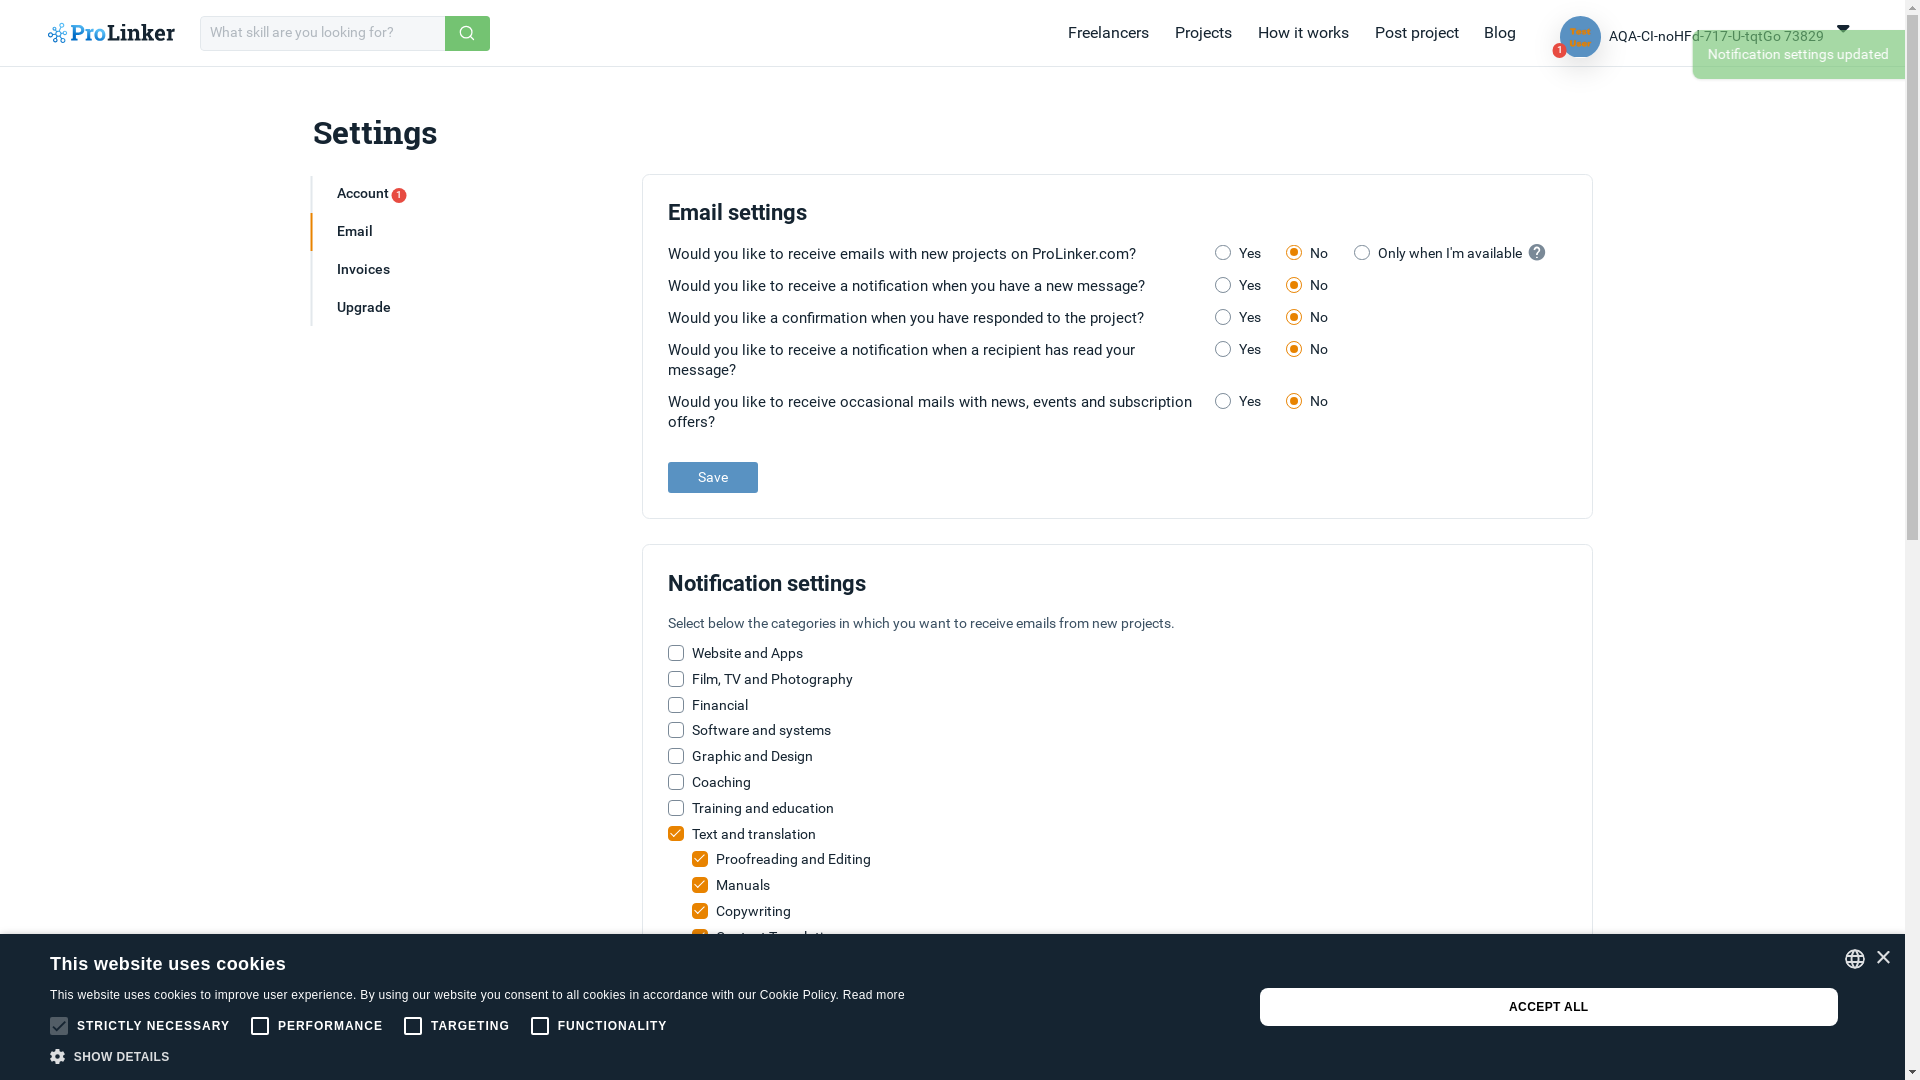 ProLinker
What skill are you looking for?
Freelancers
Projects
How it works
Post project
Blog
Test
User
1
AQA-CI-noHFd-717-U-tqtGo 73829
Notification settings updated
Settings
Account 1
Email
Invoices
Upgrade
Email settings
Would you like to receive emails with new projects on ProLinker.com? Yes No Only when I'm available ?
Would you like to receive a notification when you have a new message? Yes No
Would you like a confirmation when you have responded to the project? Yes No
Would you like to receive a notification when a recipient has read your Yes No
message?
Would you like to receive occasional mails with news, events and subscription Yes No
offers?
Save
Notification settings
Select below the categories in which you want to receive emails from new projects.
Website and Apps
Film, TV and Photography
Financial
Software and systems
Graphic and Design
Coaching
Training and education
Text and translation
Proofreading and Editing
Manuals
Copywriting
This website uses cookies
This website uses cookies to improve user experience. By using our website you consent to all cookies in accordance with our Cookie Policy. Read more
STRICTLY NECESSARY PERFORMANCE TARGETING FUNCTIONALITY
SHOW DETAILS
ACCEPT ALL